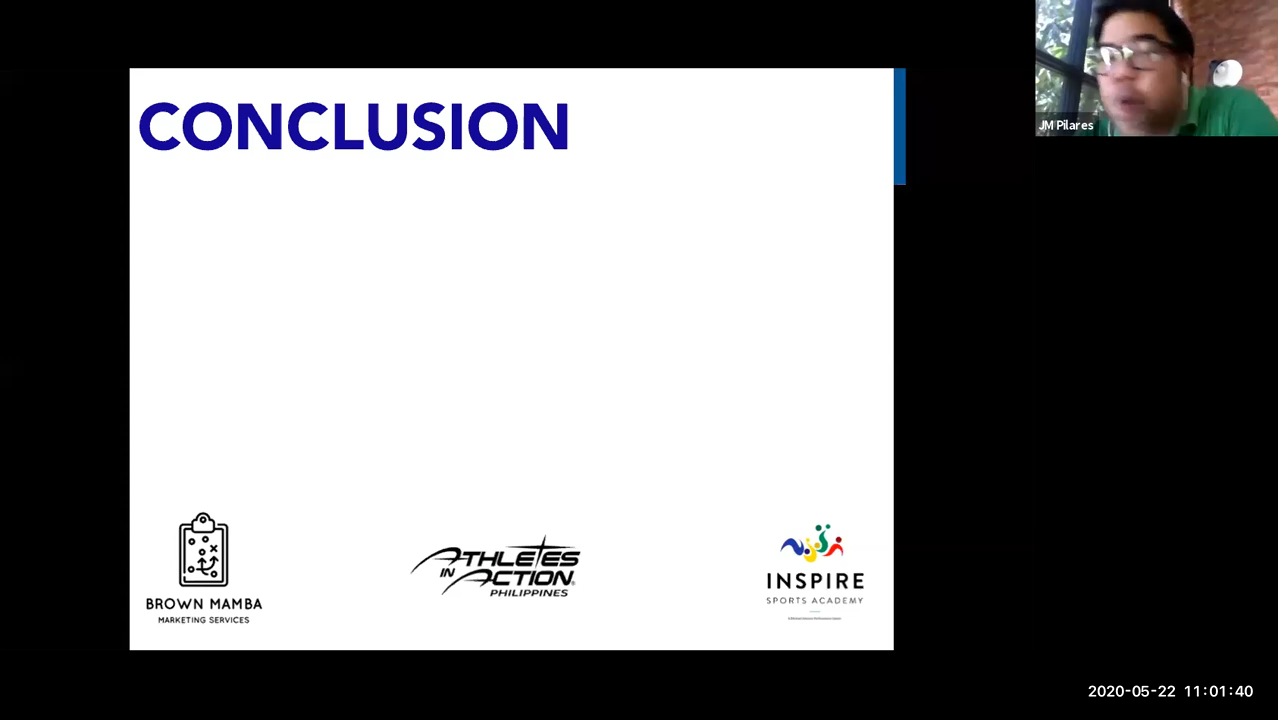 CONCLUSION
JM Pilares
BROWN MAMBA
MARKETING SERVICES
ATHLETES
IN ACTION
PHILIPPINES
INSPIRE
SPORTS ACADEMY
2020-05-22 11:01:40